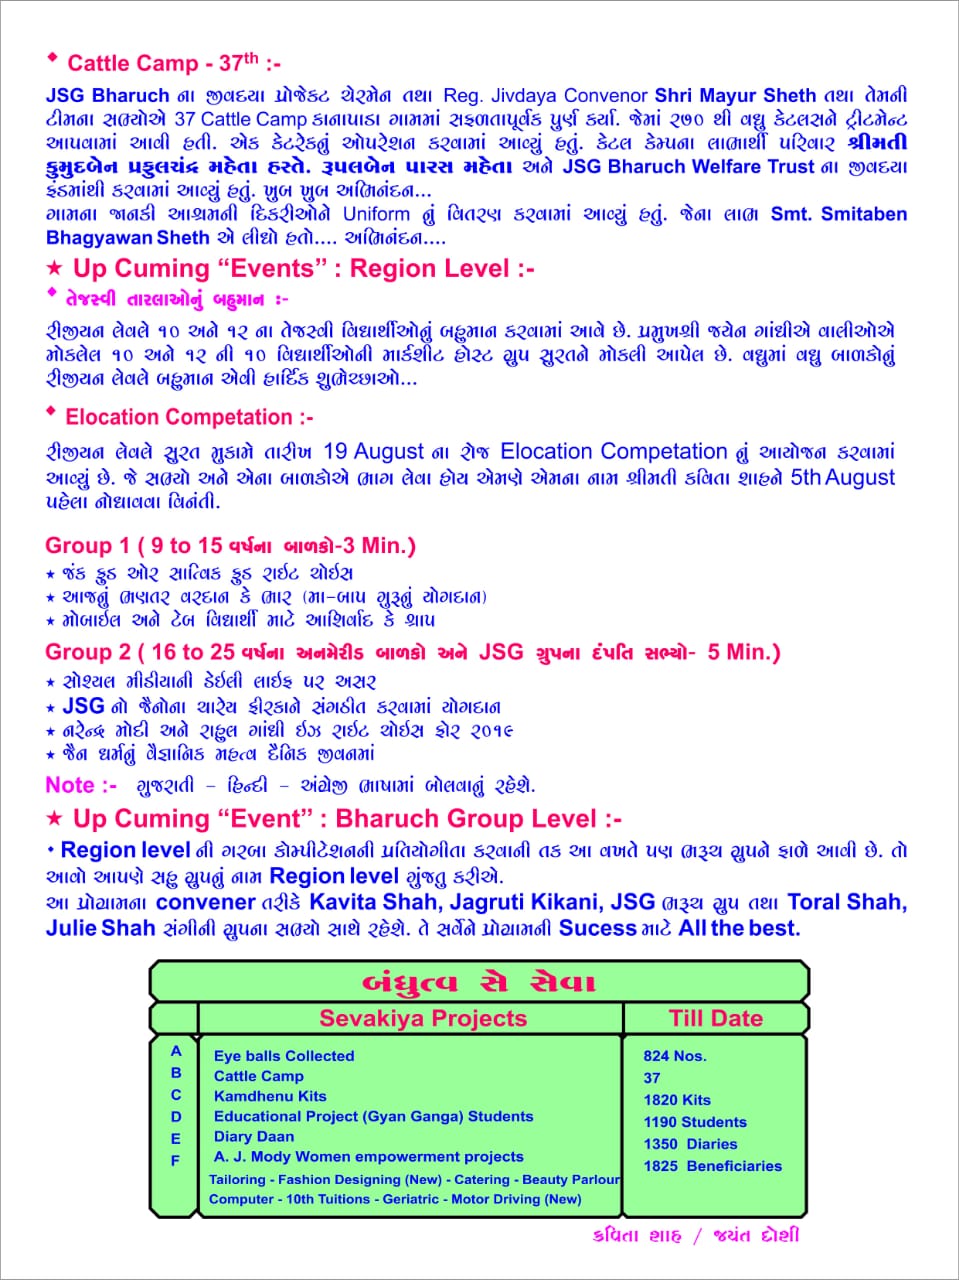 Cattle Camp - 37th :-
JSG Bharuch ના જીવદયા પ્રોજેકટ ચેરમેન તથા Reg. Jivdaya Convenor Shri Mayur Sheth તથા તેમની
ટીમના સભ્યોએ 37 Cattle Camp કાનાપાડા ગામમાં સફળતાપૂર્વક પુર્ણ કર્યા. જેમાં ૨૭૦ થી વધુ કેટલસને ટ્રીટમેન્ટ
આપવામાં આવી હતી. એક કેટરેકનું ઓપરેશન કરવામાં આવ્યું હતું. કેટલ કેમ્પના લાભાર્થી પરિવાર શ્રીમતી
કુમુદબેન પ્રફુલચંદ્ર મહેતા હસ્તે. રૂપલબેન પારસ મહેતા અને JSG Bharuch Welfare Trust ના જીવદયા
ફંડમાંથી કરવામાં આવ્યું હતું. ખુબ ખુબ અભિનંદન...
ગામના જાનકી આશ્રમની દિકરીઓને Uniform નું વિતરણ કરવામાં આવ્યું હતું. જેના લાભ Smt. Smitaben
Bhagyawan Sheth એ લીધો હતો.... અભિનંદન....
★ Up Cuming “Events” : Region Level :-
તેજસ્વી તારલાઓનું બહુમાન :-
રીજીયન લેવલે ૧૦ અને ૧૨ ના તેજસ્વી વિદ્યાર્થીઓનું બહુમાન કરવામાં આવે છે. પ્રમુખશ્રી જયેન ગાંધીએ વાલીઓએ
મોકલેલ ૧૦ અને ૧૨ ની ૧૦ વિદ્યાર્થીઓની માર્કશીટ હોસ્ટ ગ્રુપ સુરતને મોકલી આપેલ છે. વધુમાં વધુ બાળકોનું
રીજીયન લેવલે બહુમાન એવી હાર્દિક શુભેચ્છાઓ...
Elocation Competation :-
રીજીયન લેવલે સુરત મુકામે તારીખ 19 August ના રોજ Elocation Competation નું આયોજન કરવામાં
આવ્યું છે. જે સભ્યો અને એના બાળકોએ ભાગ લેવા હોય એમણે એમના નામ શ્રીમતી કવિતા શાહને 5th August
પહેલા નોધાવવા વિનંતી.
Group 1 ( 9 to 15 વર્ષના બાળકો-3 Min.)
★ જંક ફુડ ઓર સાત્વિક ફુડ રાઈટ ચોઈસ
★ આજનું ભણતર વરદાન કે ભાર (મા-બાપ ગુરૂનું યોગદાન)
★ મોબાઈલ અને ટેબ વિદ્યાર્થી માટે આશિર્વાદ કે શ્રાપ
Group 2 ( 16 to 25 વર્ષના અનમેરીડ બાળકો અને JSG ગ્રુપના દંપતિ સભ્યો- 5 Min.)
★ સોશ્યલ મીડીયાની ડેઈલી લાઈફ પર અસર
★ JSG નો જૈનોના ચારેય ફીરકાને સંગઠીત કરવામાં યોગદાન
★ નરેન્દ્ર મોદી અને રાહુલ ગાંધી ઈઝ રાઈટ ચોઈસ ફોર ૨૦૧૯
★ જૈન ધર્મનું વૈજ્ઞાનિક મહત્વ દૈનિક જીવનમાં
Note :- ગુજરાતી – હિન્દી – અંગ્રેજી ભાષામાં બોલવાનું રહેશે.
★ Up Cuming “Event” : Bharuch Group Level :-
Region level ની ગરબા કોમ્પીટેશનની પ્રતિયોગીતા કરવાની તક આ વખતે પણ ભરૂચ ગ્રુપને ફાળે આવી છે. તો
આવો આપણે સહુ ગ્રુપનું નામ Region level ગુંજતુ કરીએ.
આ પ્રોગ્રામના convener તરીકે Kavita Shah, Jagruti Kikani, JSG ભરૂચ ગ્રુપ તથા Toral Shah,
Julie Shah સંગીની ગ્રુપના સભ્યો સાથે રહેશે. તે સર્વેને પ્રોગ્રામની Sucess માટે All the best.
બંધુત્વ સે સેવા
Sevakiya Projects Till Date
A Eye balls Collected 824 Nos.
B Cattle Camp 37
C Kamdhenu Kits 1820 Kits
D Educational Project (Gyan Ganga) Students 1190 Students
E Diary Daan 1350 Diaries
F A. J. Mody Women empowerment projects 1825 Beneficiaries
Tailoring - Fashion Designing (New) - Catering - Beauty Parlour
Computer - 10th Tuitions - Geriatric - Motor Driving (New)
કવિતા શાહ / જયંત દોશી